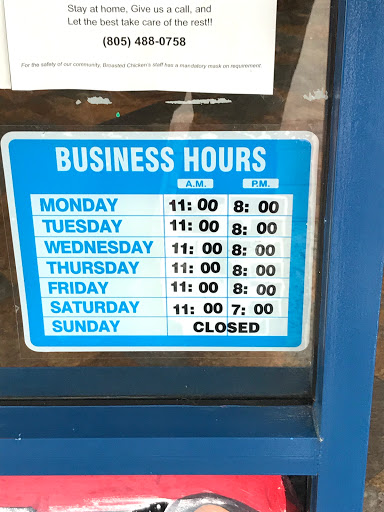 Stay at home, Give us a call, and
Let the best take care of the rest!!
(805) 488-0758
For the safety of our community, Broasted Chicken's staff has a mandatory mask on requirement.
BUSINESS HOURS
A.M. P.M.
MONDAY 11: 00 8: 00
TUESDAY 11: 00 8: 00
WEDNESDAY 11: 00 8: 00
THURSDAY 11: 00 8: 00
FRIDAY 11: 00 8: 00
SATURDAY 11: 00 7: 00
SUNDAY CLOSED